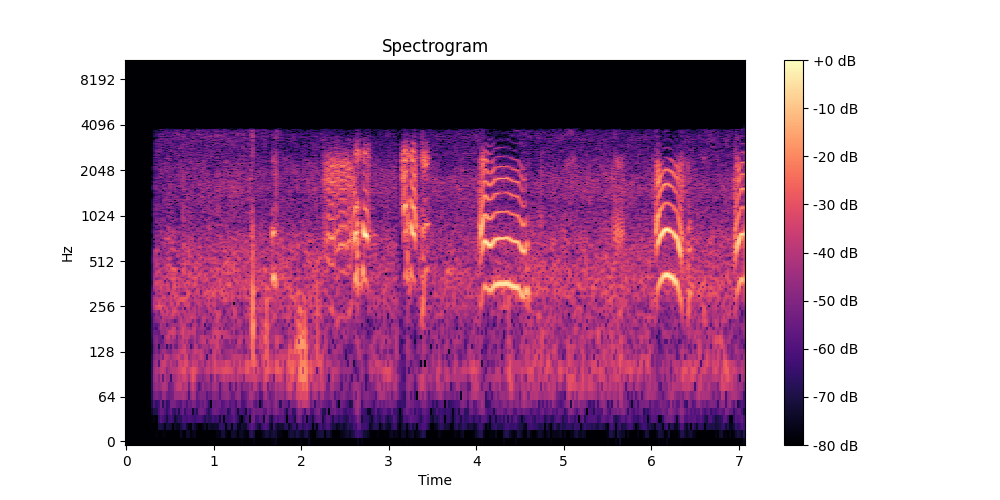 Spectrogram
8192
4096
2048
1024
512
256
128
64
0
Hz
0 1 2 3 4 5 6 7
Time
+0 dB
-10 dB
-20 dB
-30 dB
-40 dB
-50 dB
-60 dB
-70 dB
-80 dB